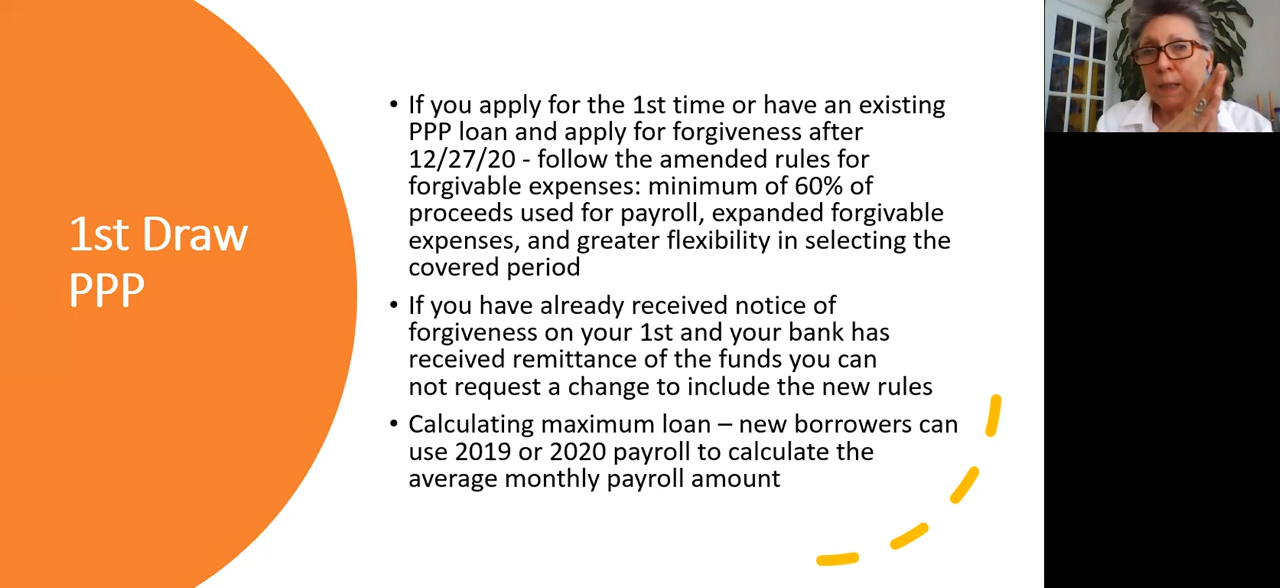 1st Draw
PPP
• If you apply for the 1st time or have an existing
PPP loan and apply for forgiveness after
12/27/20 - follow the amended rules for
forgivable expenses: minimum of 60% of
proceeds used for payroll, expanded forgivable
expenses, and greater flexibility in selecting the
covered period
• If you have already received notice of
forgiveness on your 1st and your bank has
received remittance of the funds you can
not request a change to include the new rules
• Calculating maximum loan – new borrowers can
use 2019 or 2020 payroll to calculate the
average monthly payroll amount